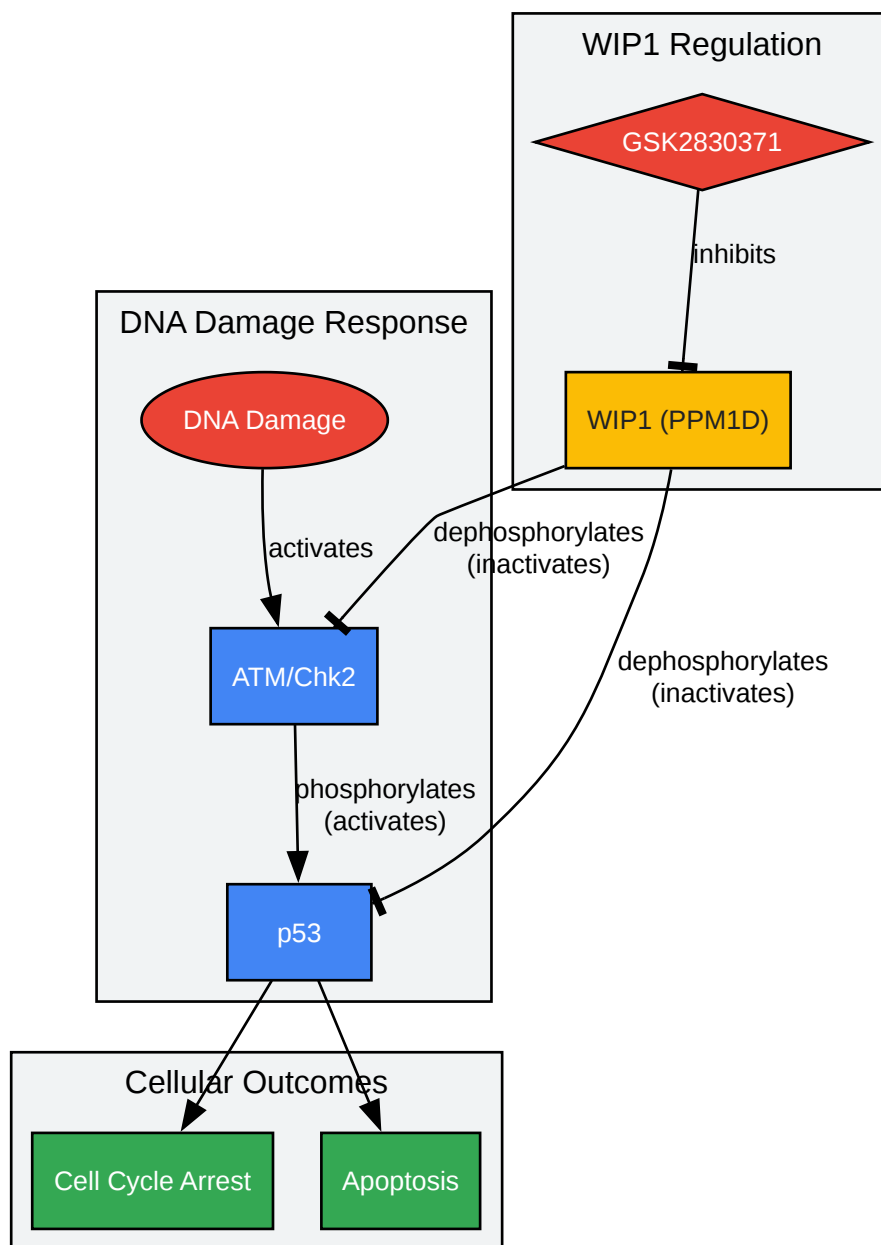 WIP1 Regulation
GSK2830371
inhibits
WIP1 (PPM1D)
DNA Damage Response
DNA Damage
activates
dephosphorylates
(inactivates)
ATM/Chk2
dephosphorylates
(inactivates)
phosphorylates
(activates)
p53
Cellular Outcomes
Cell Cycle Arrest
Apoptosis